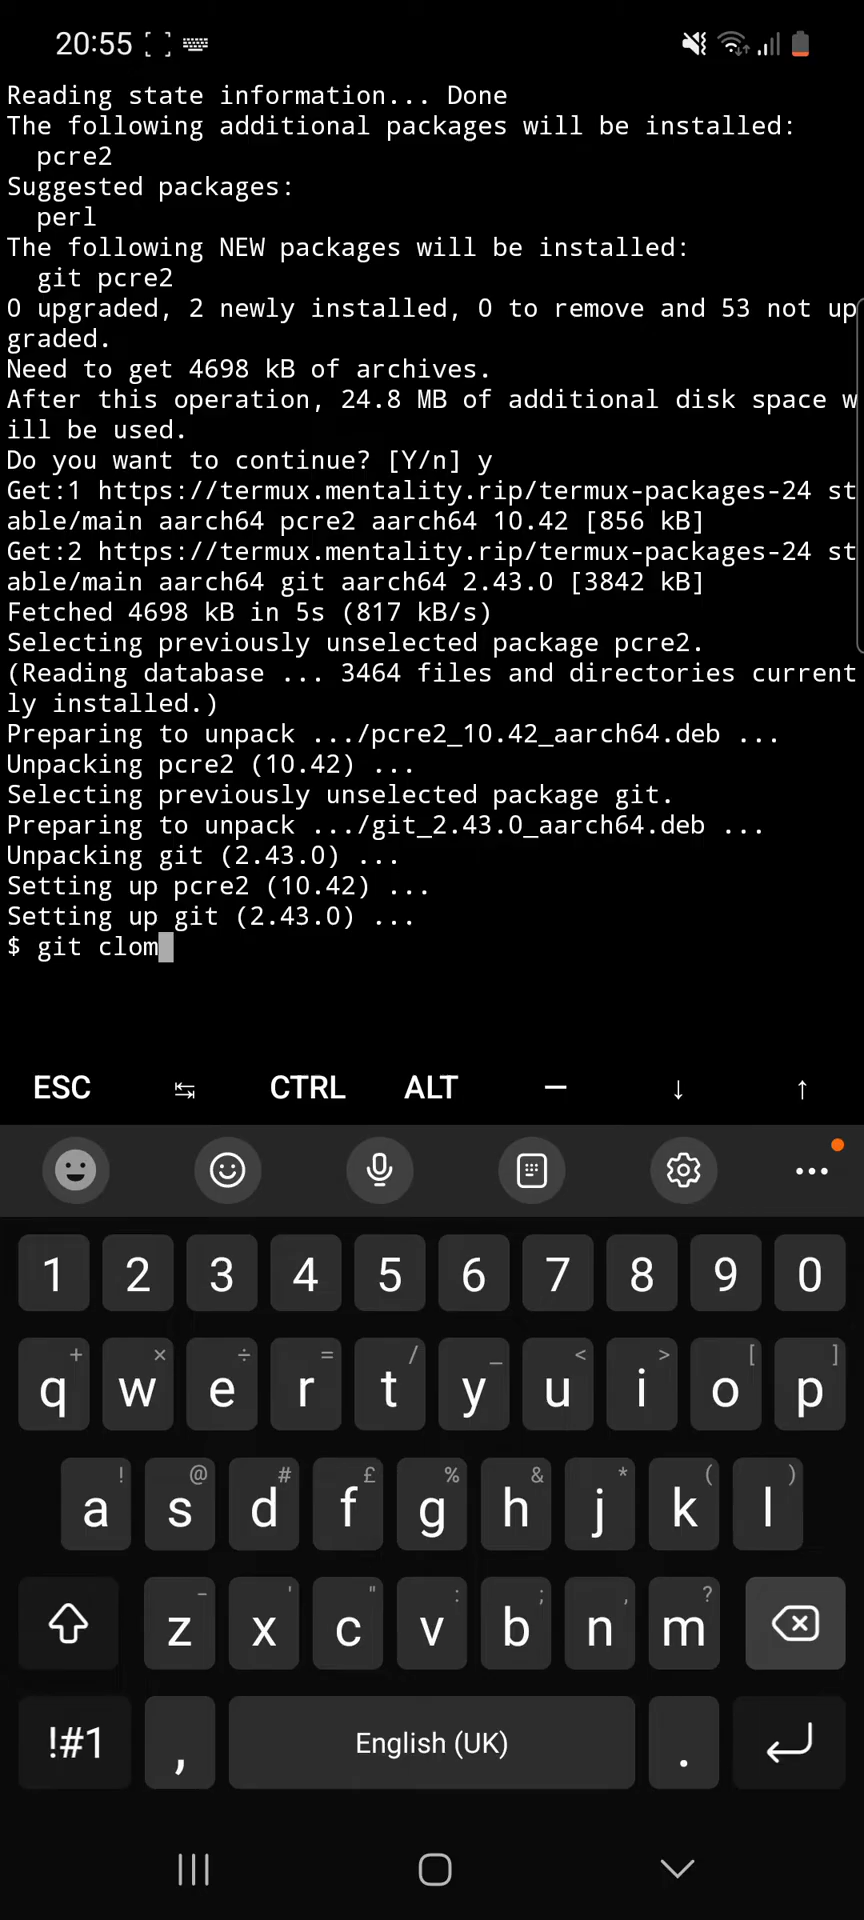 20:55
Reading state information... Done
The following additional packages will be installed:
pcre2
Suggested packages:
perl
The following NEW packages will be installed:
git pcre2
0 upgraded, 2 newly installed, 0 to remove and 53 not up
graded.
Need to get 4698 kB of archives.
After this operation, 24.8 MB of additional disk space w
ill be used.
Do you want to continue? [Y/n] y
Get:1 https://termux.mentality.rip/termux-packages-24 st
able/main aarch64 pcre2 aarch64 10.42 [856 kB]
Get:2 https://termux.mentality.rip/termux-packages-24 st
able/main aarch64 git aarch64 2.43.0 [3842 kB]
Fetched 4698 kB in 5s (817 kB/s)
Selecting previously unselected package pcre2.
(Reading database ... 3464 files and directories current
ly installed.)
Preparing to unpack .../pcre2_10.42_aarch64.deb ...
Unpacking pcre2 (10.42) ...
Selecting previously unselected package git.
Preparing to unpack .../git_2.43.0_aarch64.deb ...
Unpacking git (2.43.0) ...
Setting up pcre2 (10.42) ...
Setting up git (2.43.0) ...
$ git clom
ESC ↹ CTRL ALT — ↓ ↑
1 2 3 4 5 6 7 8 9 0
+ × ÷ = / _ < > [ ]
q w e r t y u i o p
! @ # £ % & * ( )
a s d f g h j k l
- ' " : ; , ?
z x c v b n m
!#1 , English (UK) .